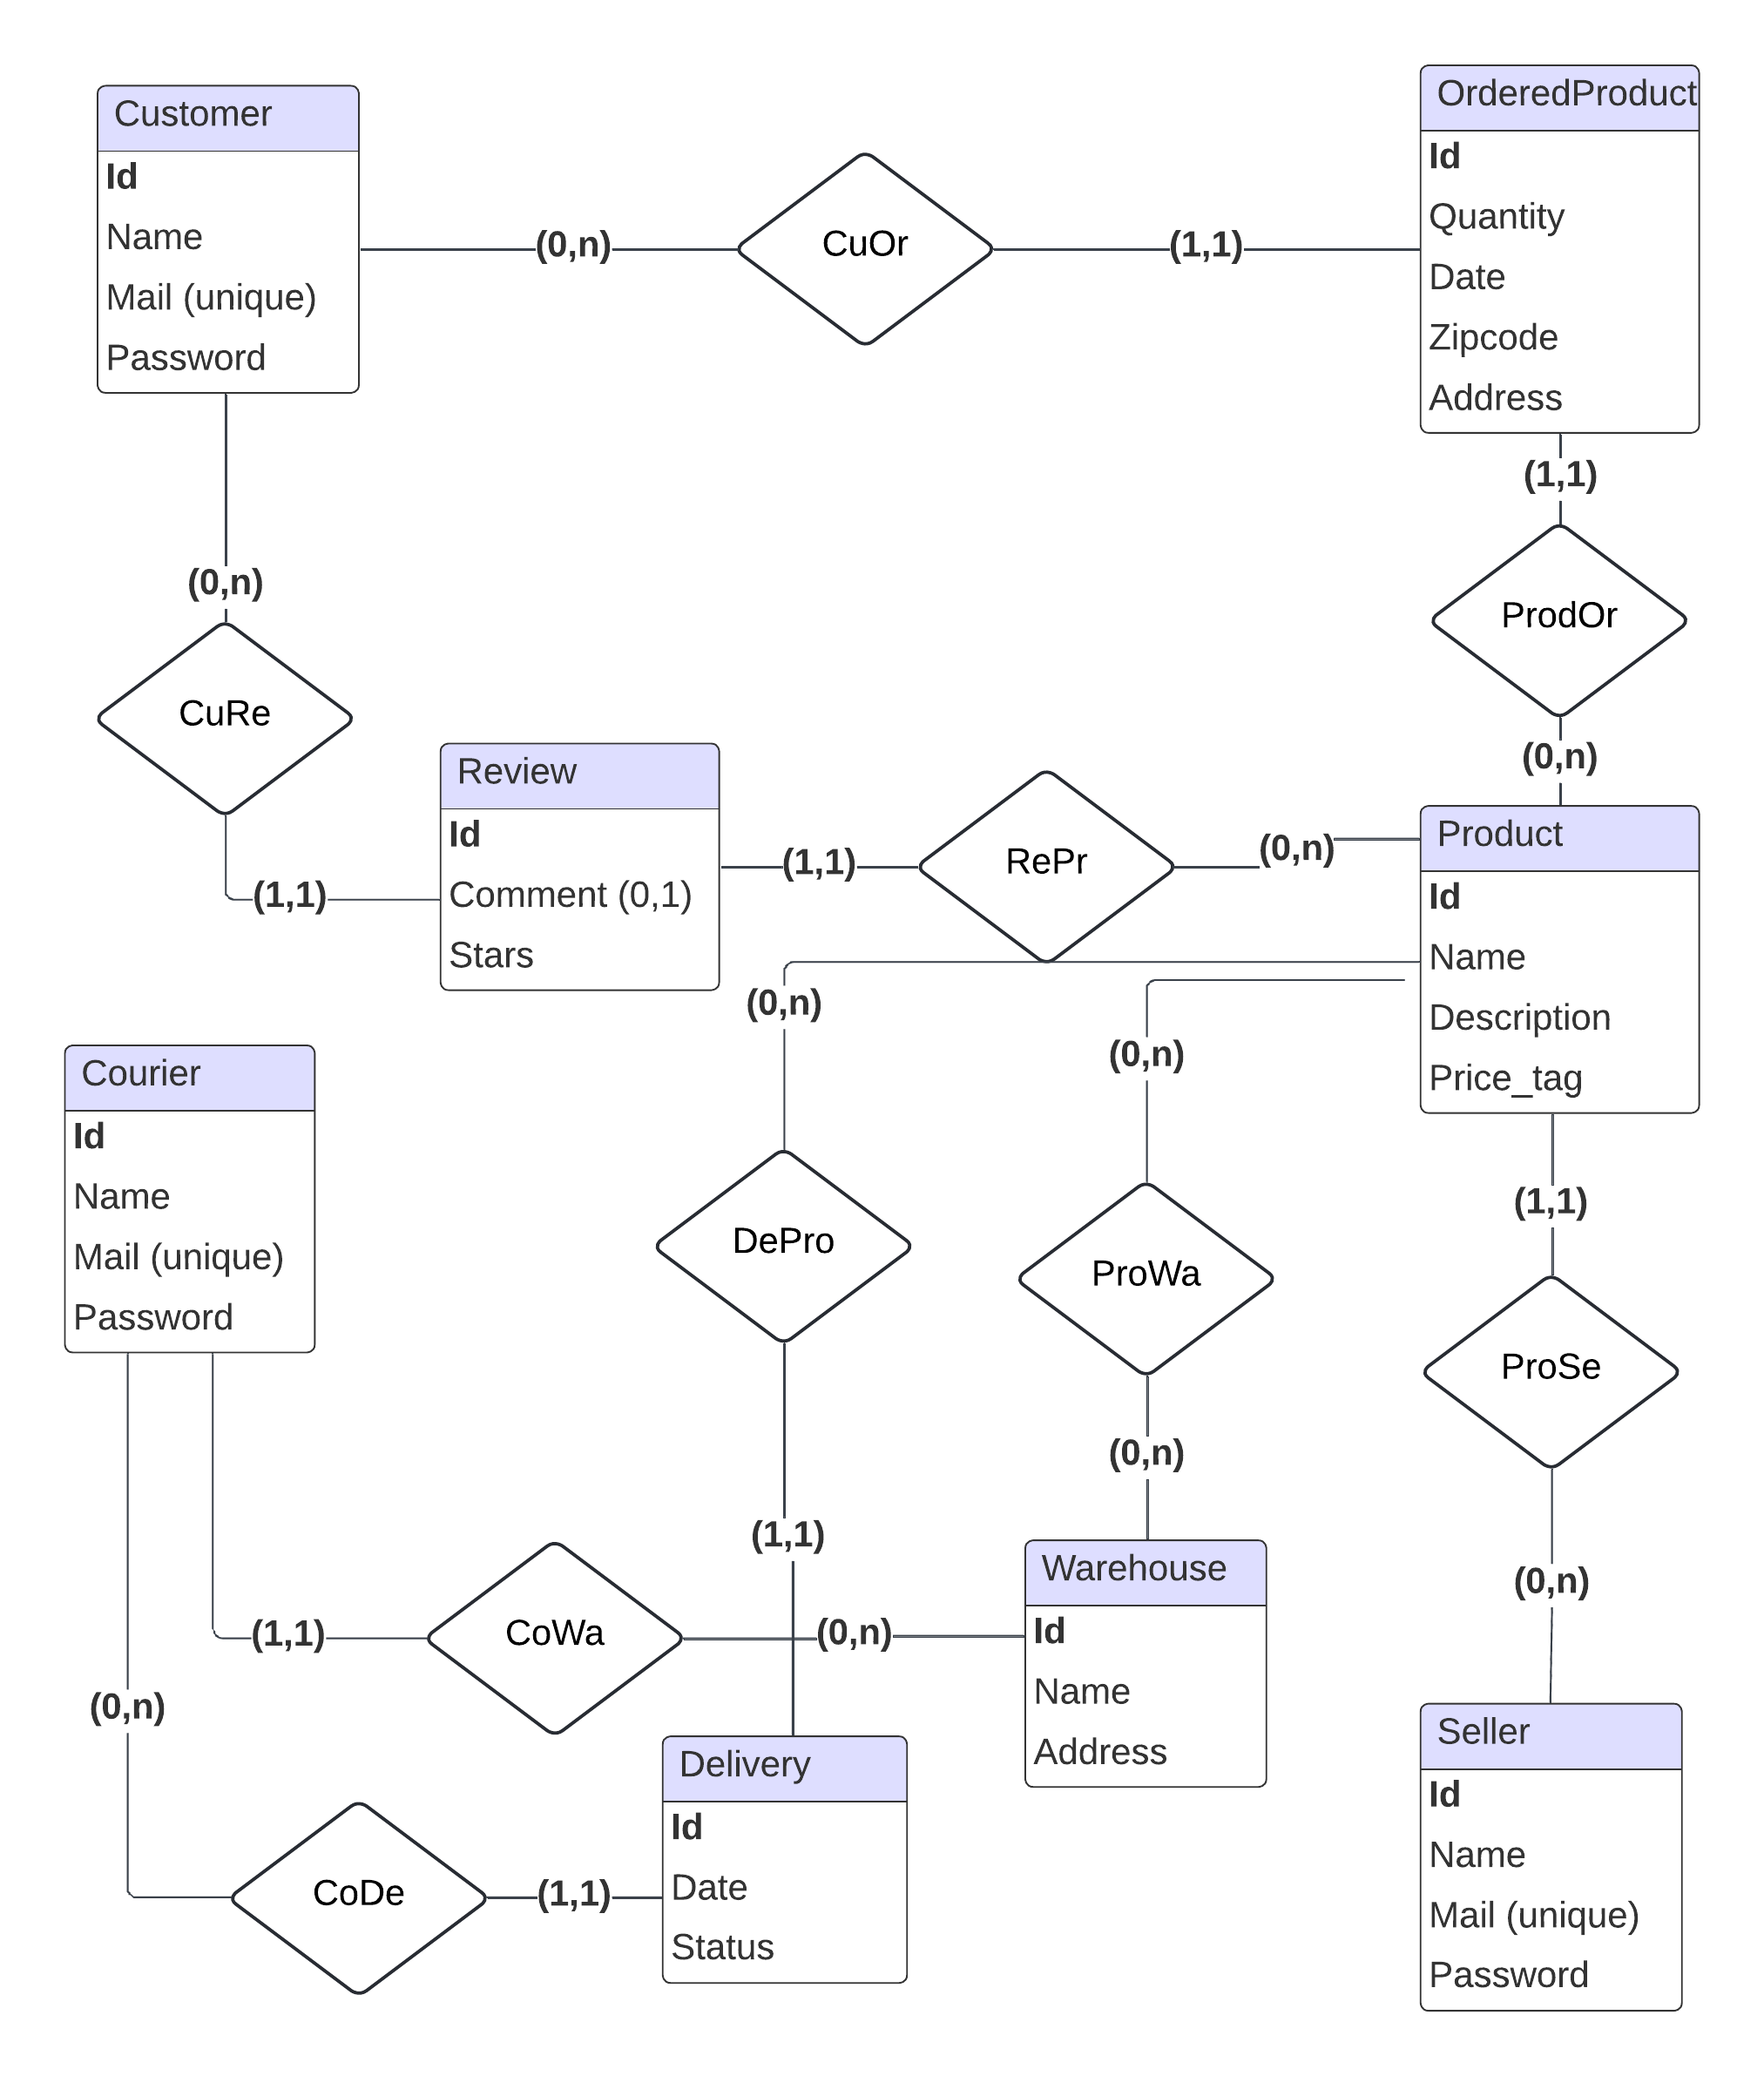 Customer
Id
Name
Mail (unique)
Password
(0,n)
CuOr
(1,1)
OrderedProduct
Id
Quantity
Date
Zipcode
Address
(1,1)
ProdOr
(0,n)
(0,n)
CuRe
(1,1)
Review
Id
Comment (0,1)
Stars
(1,1)
RePr
(0,n)
Product
Id
Name
Description
Price_tag
(0,n)
DePro
(1,1)
(0,n)
ProWa
(0,n)
(1,1)
ProSe
(0,n)
Courier
Id
Name
Mail (unique)
Password
(1,1)
CoWa
(0,n)
Warehouse
Id
Name
Address
(0,n)
CoDe
(1,1)
Delivery
Id
Date
Status
Seller
Id
Name
Mail (unique)
Password